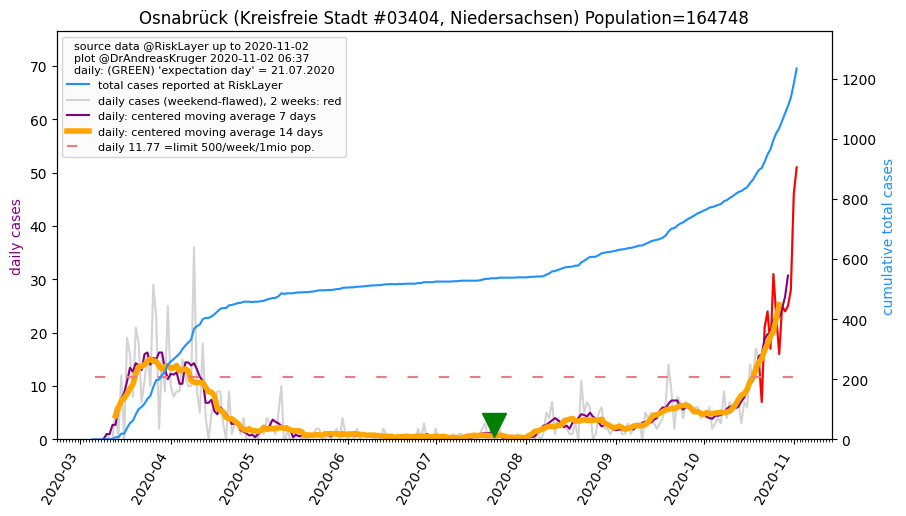 Osnabrück (Kreisfreie Stadt #03404, Niedersachsen) Population=164748
source data @RiskLayer up to 2020-11-02
plot @DrAndreasKruger 2020-11-02 06:37
daily: (GREEN) 'expectation day' = 21.07.2020
total cases reported at RiskLayer
daily cases (weekend-flawed), 2 weeks: red
daily: centered moving average 7 days
daily: centered moving average 14 days
daily 11.77 =limit 500/week/1mio pop.
daily cases
70
60
50
40
30
20
10
0
1200
1000
800
600
400
200
0
cumulative total cases
2020-03
2020-04
2020-05
2020-06
2020-07
2020-08
2020-09
2020-10
2020-11